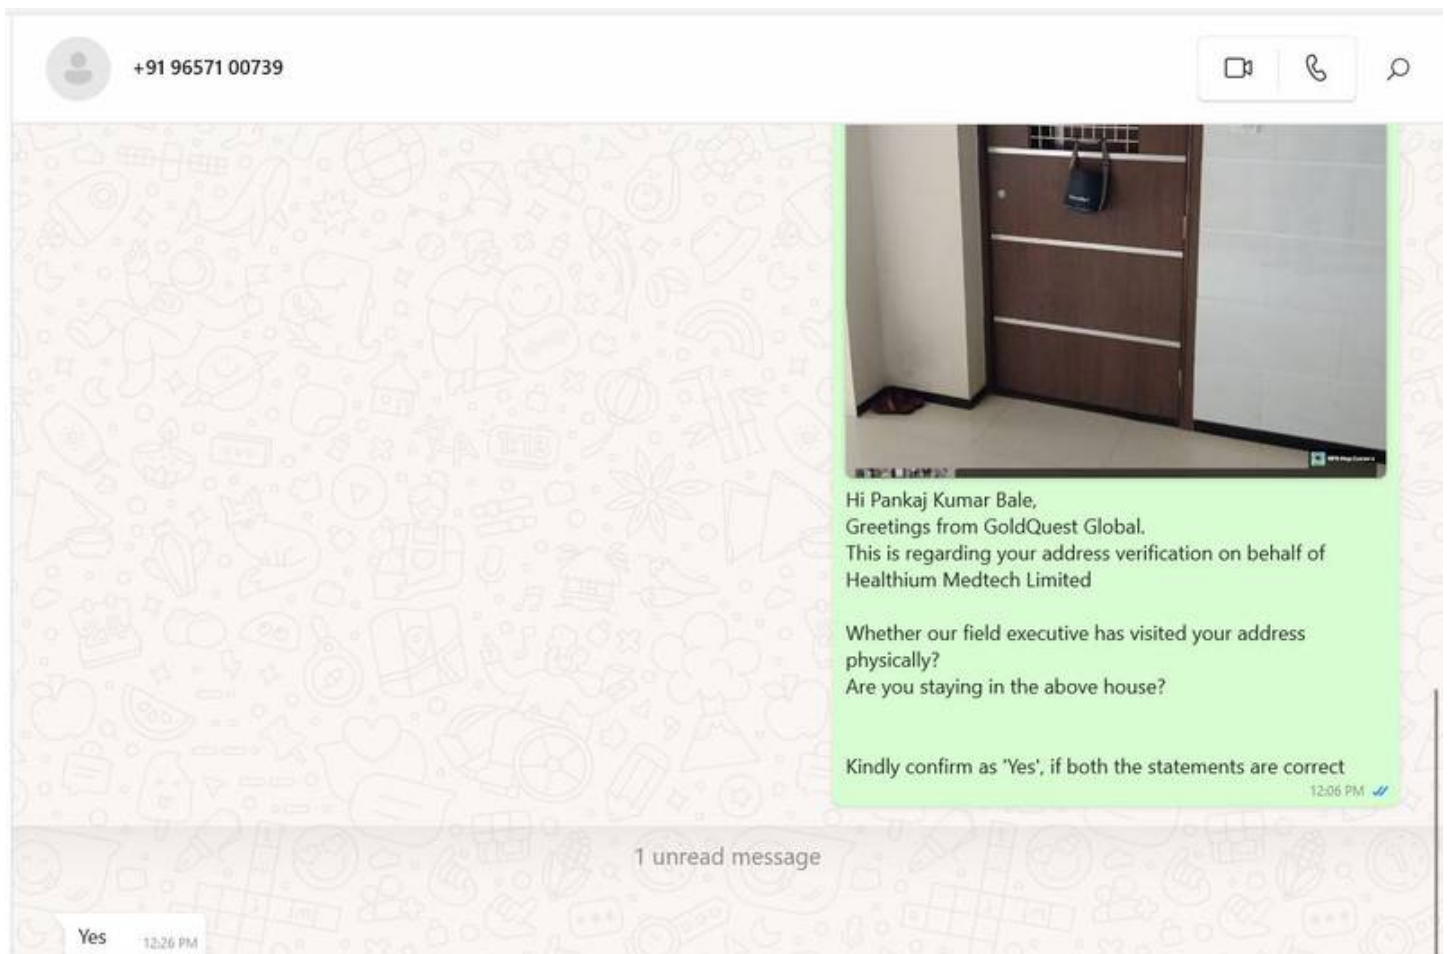 +91 96571 00739
Hi Pankaj Kumar Bale,
Greetings from GoldQuest Global.
This is regarding your address verification on behalf of
Healthium Medtech Limited
Whether our field executive has visited your address
physically?
Are you staying in the above house?
Kindly confirm as 'Yes', if both the statements are correct
12:06 PM
1 unread message
Yes
12:26 PM